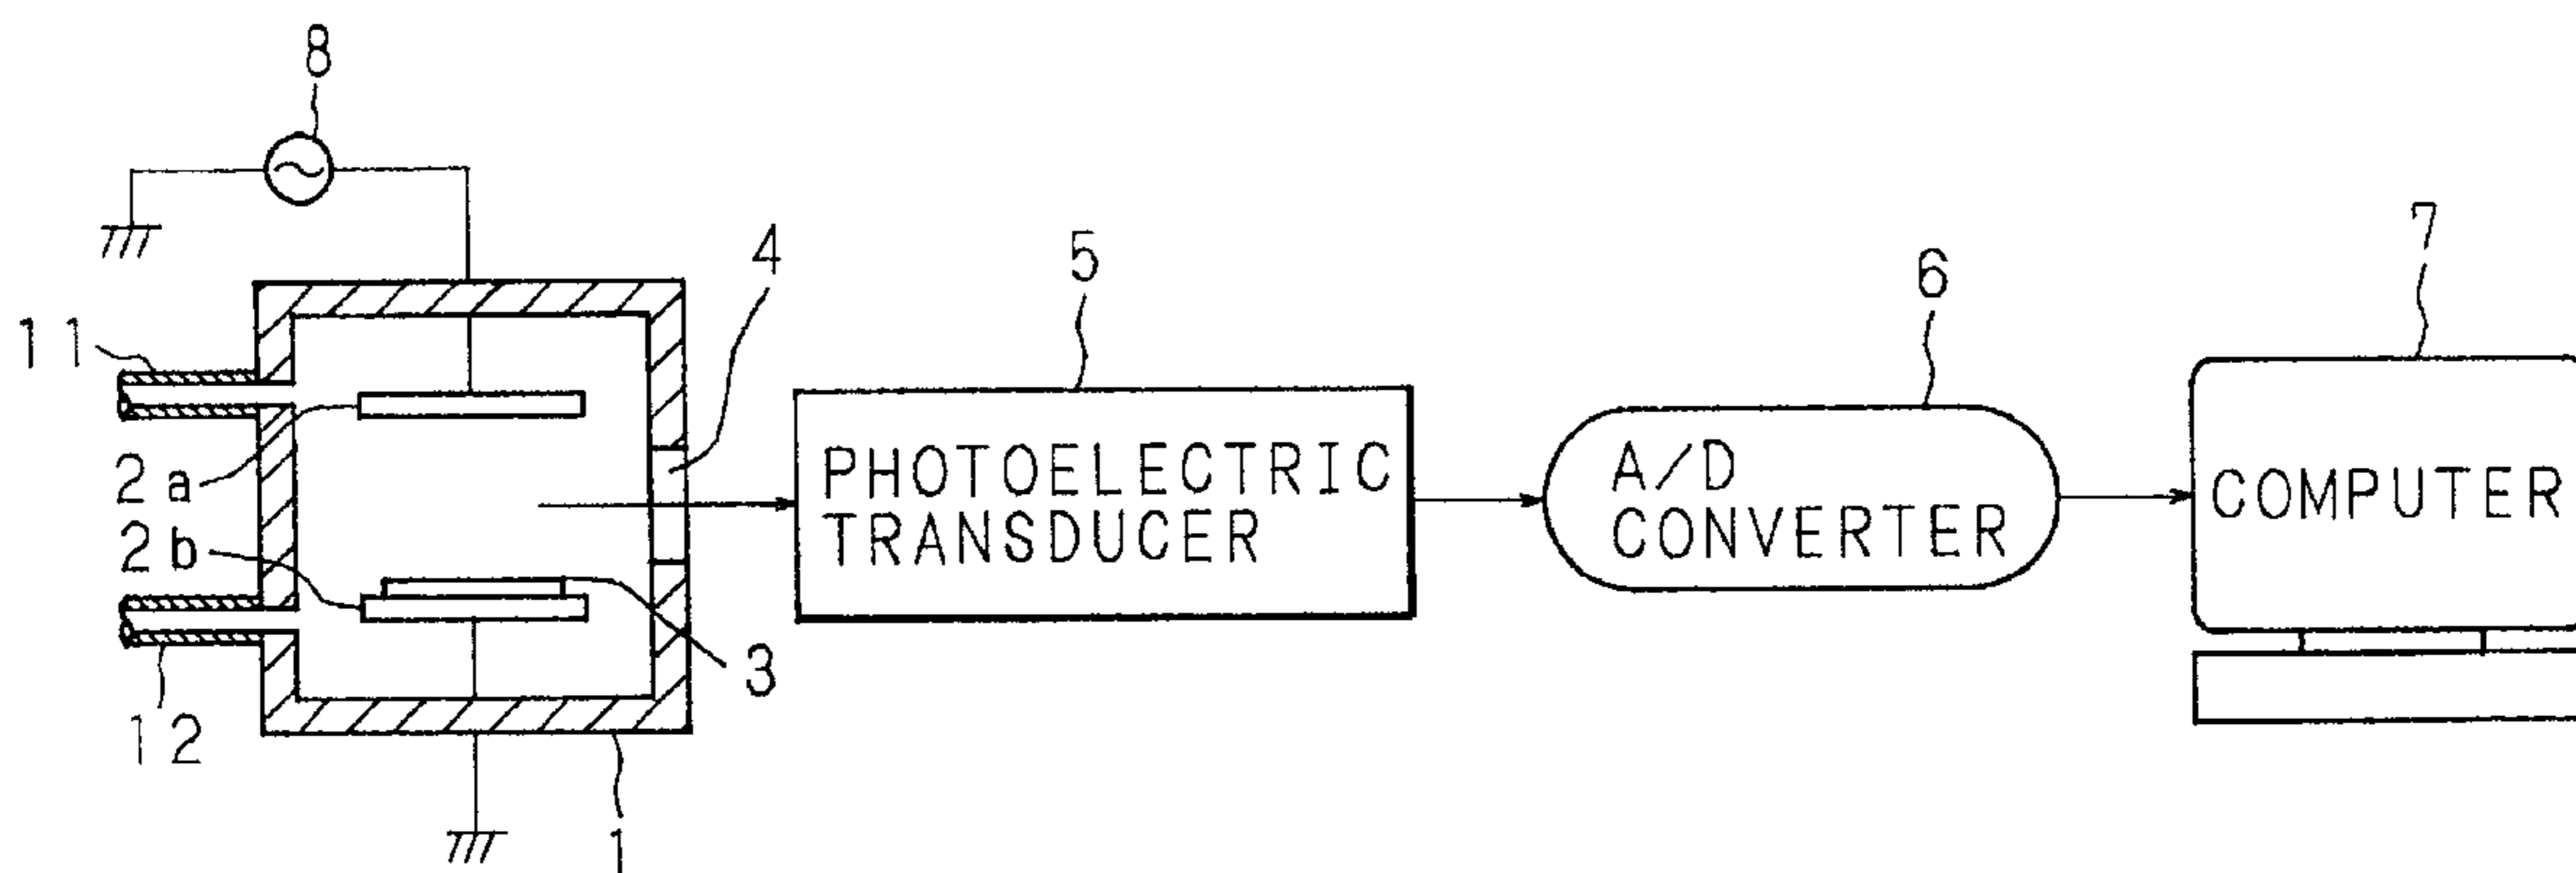 8
4
5
6
7
11
PHOTOELECTRIC
TRANSDUCER
A/D
CONVERTER
COMPUTER
2a
2b
3
12
1